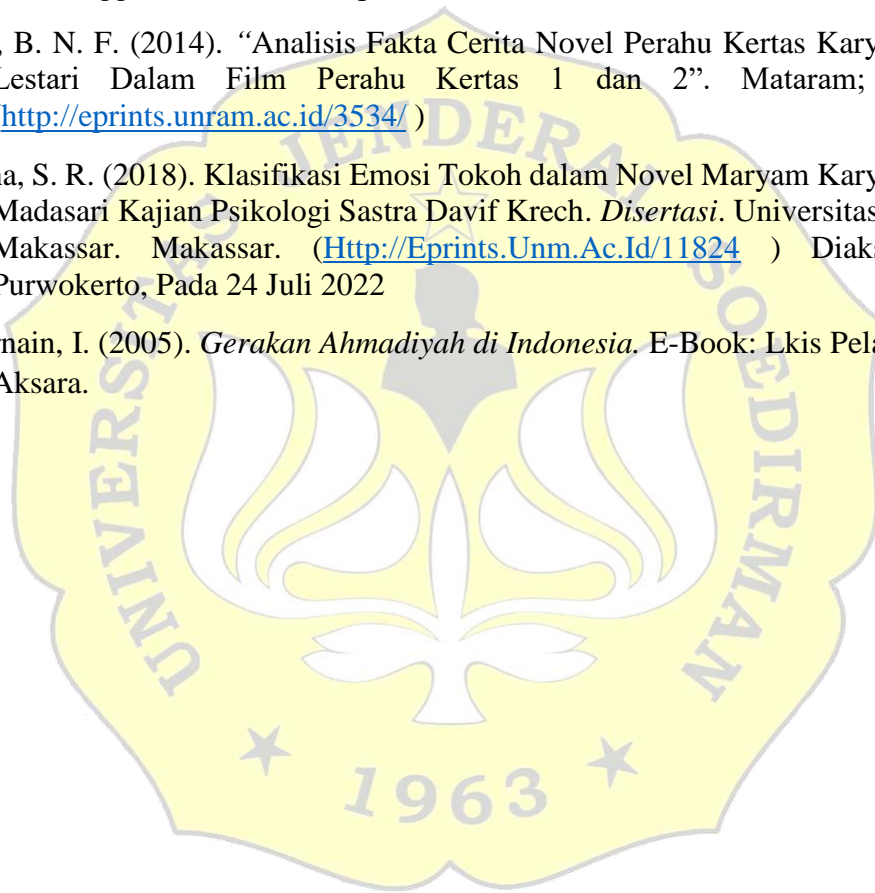 , B. N. F. (2014). “Analisis Fakta Cerita Novel Perahu Kertas Kary
Lestari Dalam Film Perahu Kertas 1 dan 2”. Mataram;
http://eprints.unram.ac.id/3534/ )
na, S. R. (2018). Klasifikasi Emosi Tokoh dalam Novel Maryam Kary
Madasari Kajian Psikologi Sastra Davif Krech. Disertasi. Universitas
Makassar. Makassar. (Http://Eprints.Unm.Ac.Id/11824 ) Diaks
Purwokerto, Pada 24 Juli 2022
rnain, I. (2005). Gerakan Ahmadiyah di Indonesia. E-Book: Lkis Pela
Aksara.
UNIVERSITAS JENDERAL SOEDIRMAN
1963